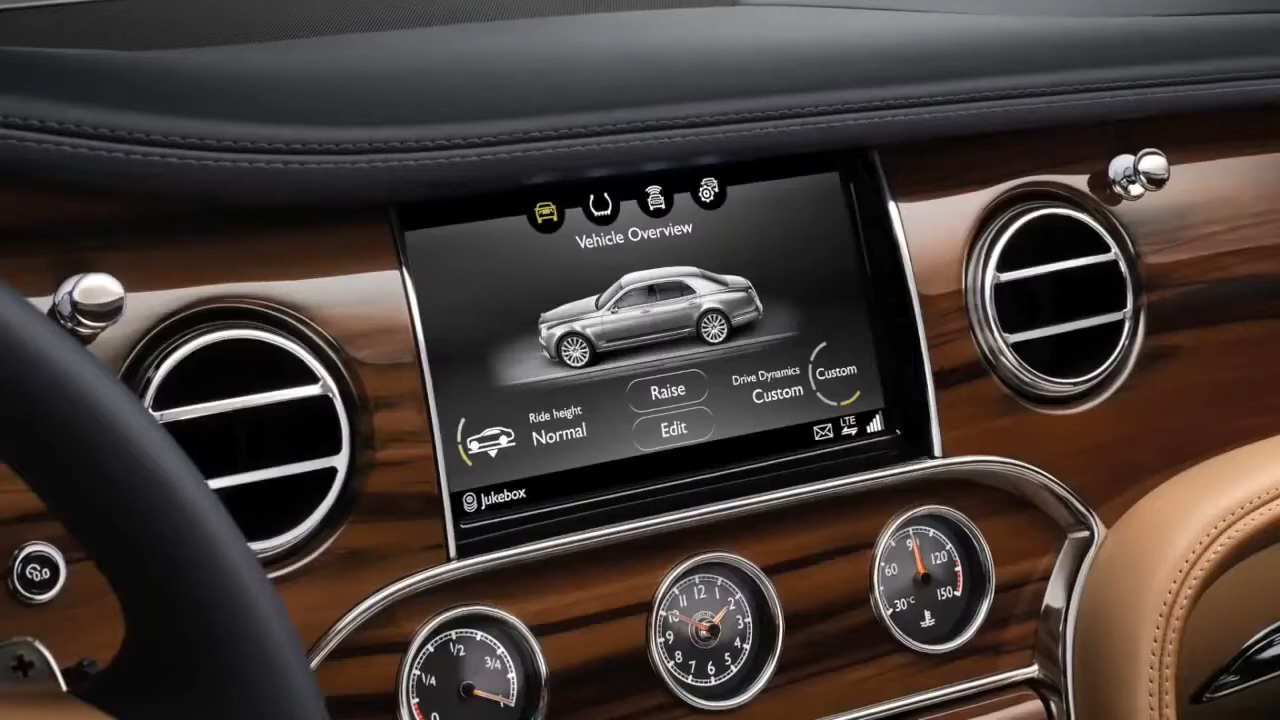 Vehicle Overview
Raise
Edit
Ride height
Normal
Drive Dynamics
Custom
Custom
LTE
Jukebox
0
1/4
1/2
3/4
12
1
2
3
4
5
6
7
8
9
10
11
30°C
60
90
120
150